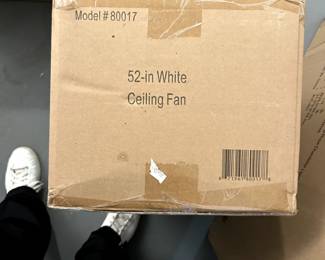 Model # 80017
52-in White
Ceiling Fan